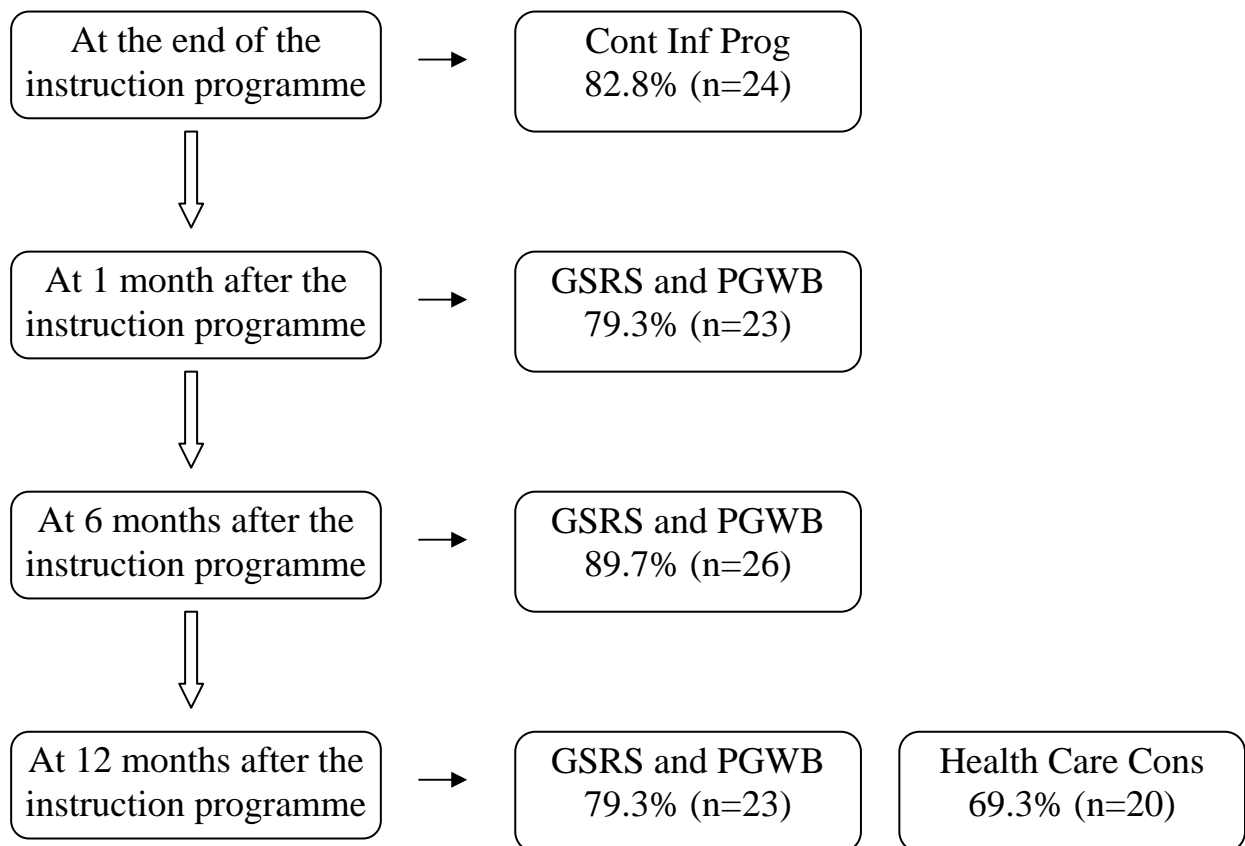 At the end of the
instruction programme
Cont Inf Prog
82.8% (n=24)
At 1 month after the
instruction programme
GSRS and PGWB
79.3% (n=23)
At 6 months after the
instruction programme
GSRS and PGWB
89.7% (n=26)
At 12 months after the
instruction programme
GSRS and PGWB
79.3% (n=23)
Health Care Cons
69.3% (n=20)